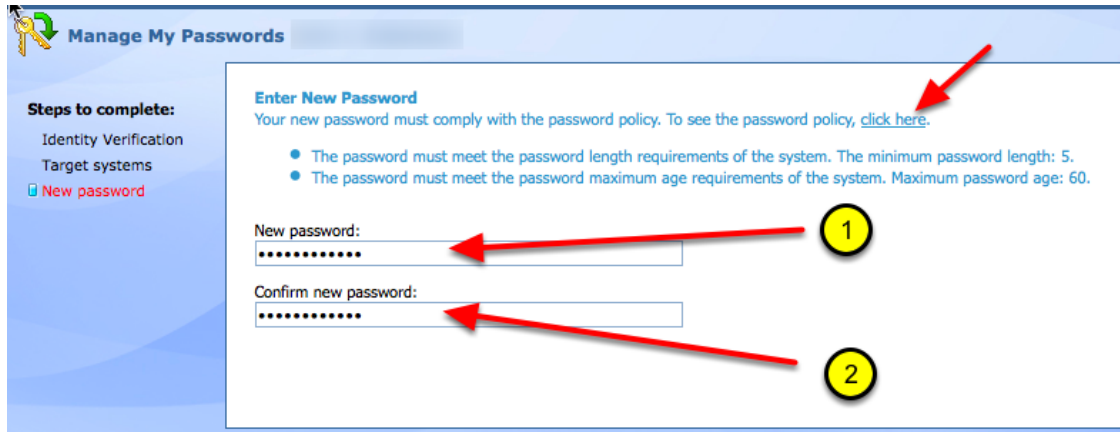 Manage My Passwords
Steps to complete:
Identity Verification
Target systems
New password
Enter New Password
Your new password must comply with the password policy. To see the password policy, click here.
The password must meet the password length requirements of the system. The minimum password length: 5.
The password must meet the password maximum age requirements of the system. Maximum password age: 60.
New password:
••••••••••••
1
Confirm new password:
••••••••••••
2